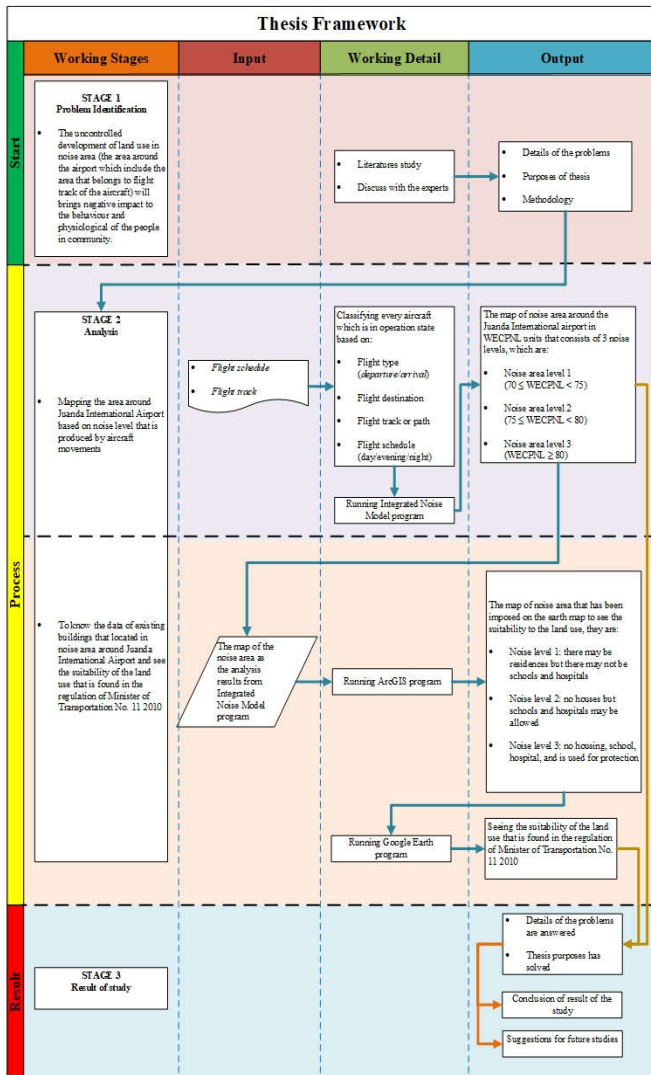 Thesis Framework
Working Stages
Input
Working Detail
Output
Start
STAGE 1
Problem Identification
• The uncontrolled
development of land use in
noise area (the area around
the airport which include the
area that belongs to flight
track of the aircraft) will
brings negative impact to
the behaviour and
physiological of the people
in community.
• Literatures study
• Discuss with the experts
• Details of the problems
• Purposes of thesis
• Methodology
Process
STAGE 2
Analysis
• Mapping the area around
Juanda International Airport
based on noise level that is
produced by aircraft
movements
• Flight schedule
• Flight track
Classifying every aircraft
which is in operation state
based on:
• Flight type
(departure/arrival)
• Flight destination
• Flight track or path
• Flight schedule
(day/evening/night)
Running Integrated Noise
Model program
The map of noise area around the
Juanda International airport in
WECPNL units that consists of 3 noise
levels, which are:
• Noise area level 1
(70 ≤ WECPNL < 75)
• Noise area level 2
(75 ≤ WECPNL < 80)
• Noise area level 3
(WECPNL ≥ 80)
• To know the data of existing
buildings that located in
noise area around Juanda
International Airport and see
the suitability of the land
use that is found in the
regulation of Minister of
Transportation No. 11 2010
The map of the
noise area as the
analysis results
from Integrated
Noise Model
program
Running ArcGIS program
The map of noise area that has been
imposed on the earth map to see the
suitability to the land use, they are:
• Noise level 1: there may be
residences but there may not be
schools and hospitals
• Noise level 2: no houses but
schools and hospitals may be
allowed
• Noise level 3: no housing, school,
hospital, and is used for protection
Running Google Earth
program
Seeing the suitability of the land
use that is found in the regulation
of Minister of Transportation No.
11 2010
Result
STAGE 3
Result of study
• Details of the problems
are answered
• Thesis purposes has
solved
Conclusion of result of the
study
Suggestions for future studies